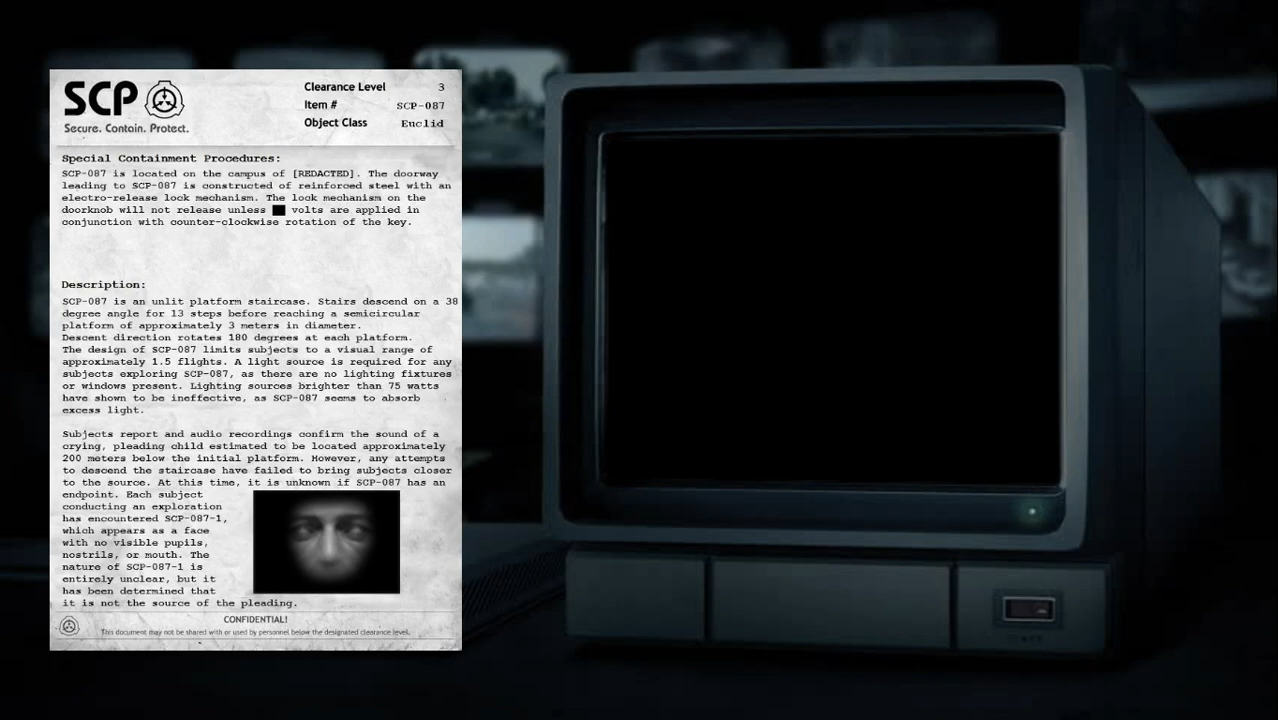 SCP
Secure. Contain. Protect.
Clearance Level 3
Item # SCP-087
Object Class Euclid
Special Containment Procedures:
SCP-087 is located on the campus of [REDACTED]. The doorway
leading to SCP-087 is constructed of reinforced steel with an
electro-release lock mechanism. The lock mechanism on the
doorknob will not release unless ██ volts are applied in
conjunction with counter-clockwise rotation of the key.
Description:
SCP-087 is an unlit platform staircase. Stairs descend on a 38
degree angle for 13 steps before reaching a semicircular
platform of approximately 3 meters in diameter.
Descent direction rotates 180 degrees at each platform.
The design of SCP-087 limits subjects to a visual range of
approximately 1.5 flights. A light source is required for any
subjects exploring SCP-087, as there are no lighting fixtures
or windows present. Lighting sources brighter than 75 watts
have shown to be ineffective, as SCP-087 seems to absorb
excess light.
Subjects report and audio recordings confirm the sound of a
crying, pleading child estimated to be located approximately
200 meters below the initial platform. However, any attempts
to descend the staircase have failed to bring subjects closer
to the source. At this time, it is unknown if SCP-087 has an
endpoint. Each subject
conducting an exploration
has encountered SCP-087-1,
which appears as a face
with no visible pupils,
nostrils, or mouth. The
nature of SCP-087-1 is
entirely unclear, but it
has been determined that
it is not the source of the pleading.
CONFIDENTIAL!
This document may not be shared with or used by personnel below the designated clearance level.